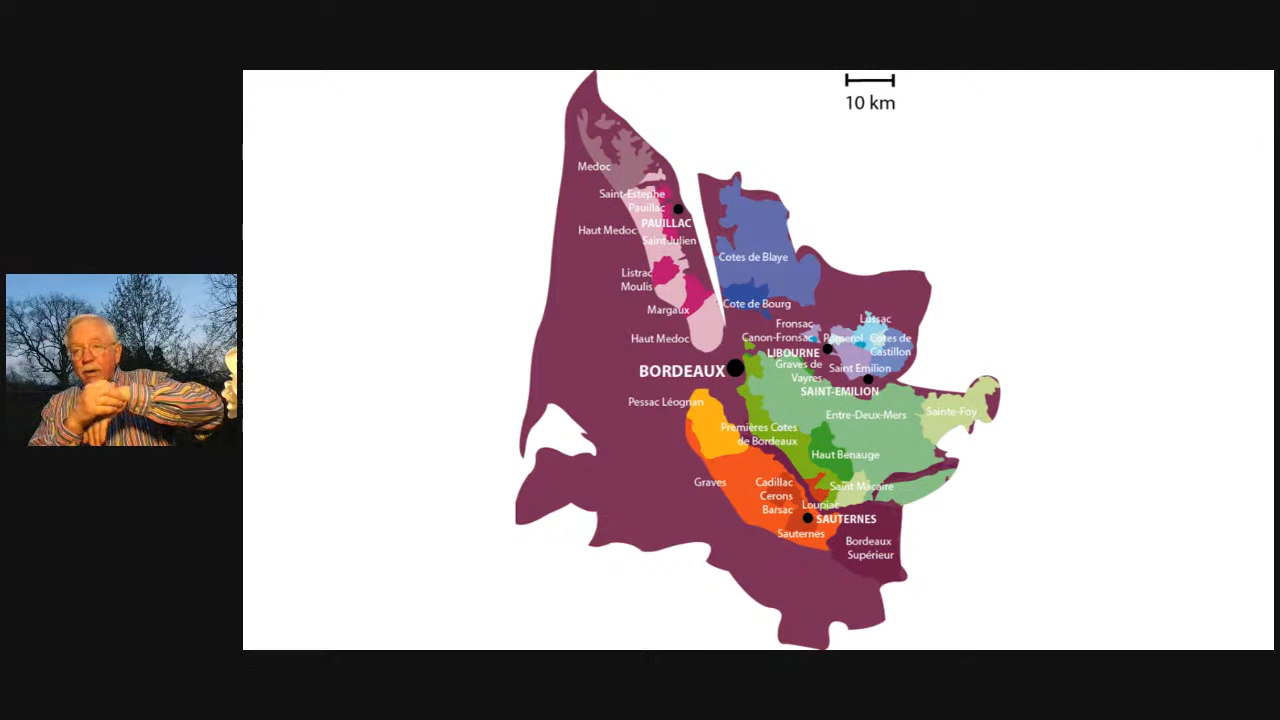 10 km
Medoc
Saint-Estephe
Pauillac
PAUILLAC
Haut Medoc
Saint Julien
Cotes de Blaye
Listrac
Moulis
Margaux
Cote de Bourg
Lussac
Fronsac
Canon-Fronsac
Pomerol
Cotes de
Castillon
Haut Medoc
LIBOURNE
Graves de
Vayres
Saint Emilion
BORDEAUX
SAINT-EMILION
Pessac Léognan
Entre-Deux-Mers
Sainte-Foy
Premières Cotes
de Bordeaux
Haut Benauge
Graves
Cadillac
Cerons
Barsac
Saint Macaire
Loupiac
SAUTERNES
Sauternes
Bordeaux
Supérieur